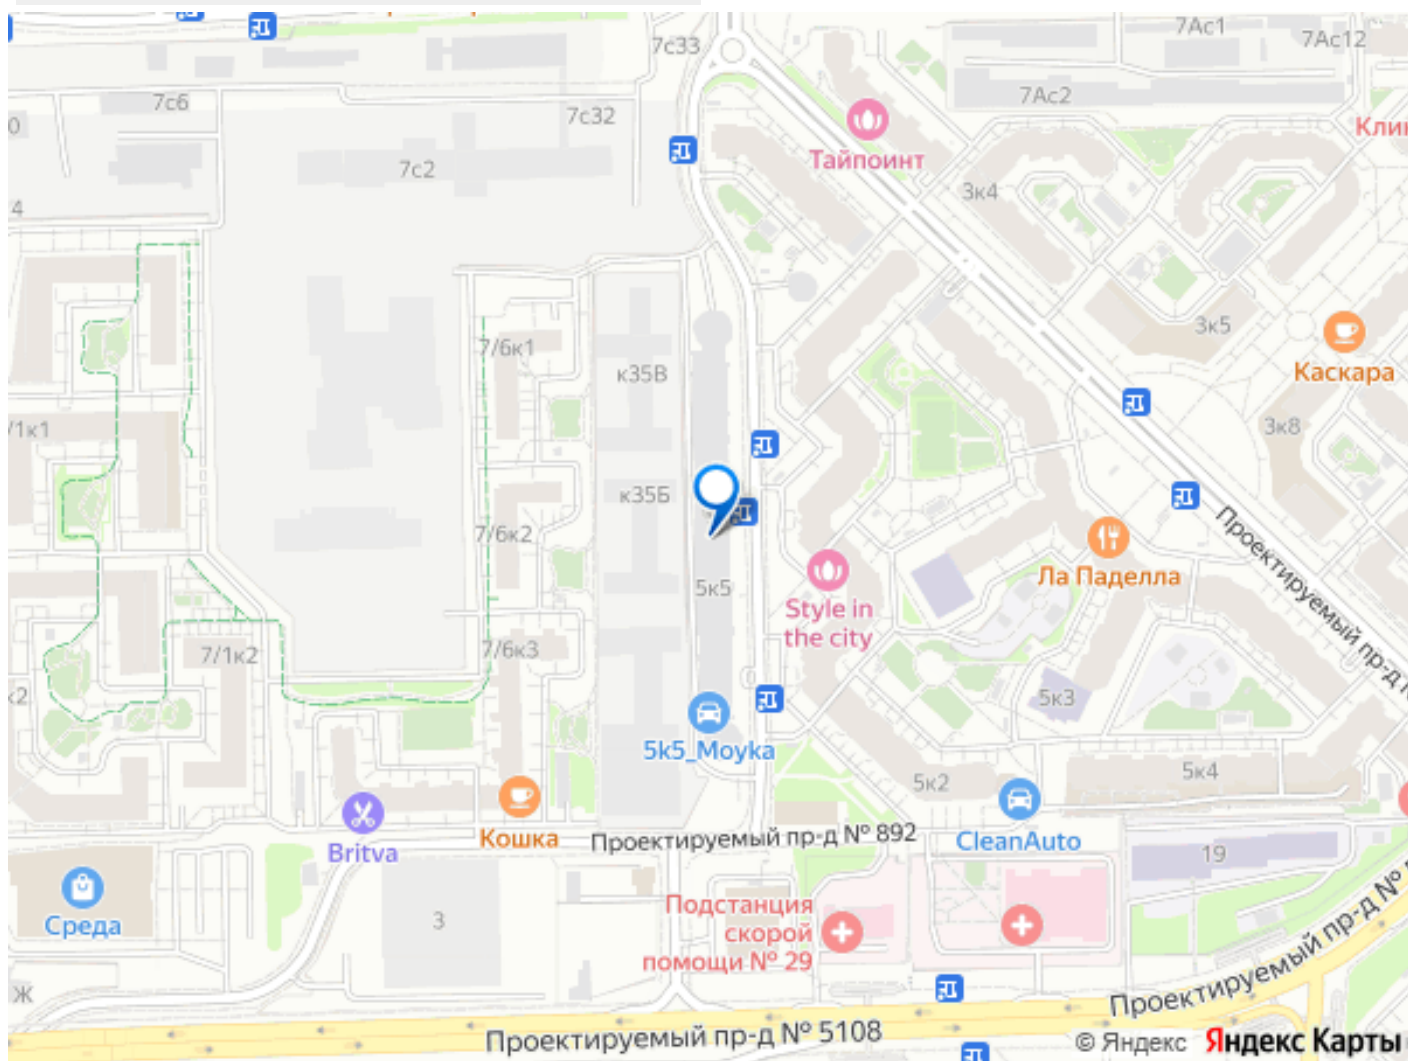 7с33
7Ас1
7Ас12
7с6
7с32
7Ас2
Тайпоинт
7с2
3к4
4
3к5
7/6к1
к35В
Каскара
/1к1
3к8
к35Б
7/6к2
Проектируемый пр-д №
Ла Паделла
5к5
Style in
the city
7/1к2
7/6к3
к2
5к3
5k5_Moyka
5к2
5к4
Кошка
Проектируемый пр-д № 892
CleanAuto
Britva
19
Среда
3
Подстанция
скорой
помощи № 29
Ж
Проектируемый пр-д №
Проектируемый пр-д № 5108
© Яндекс Яндекс Карты